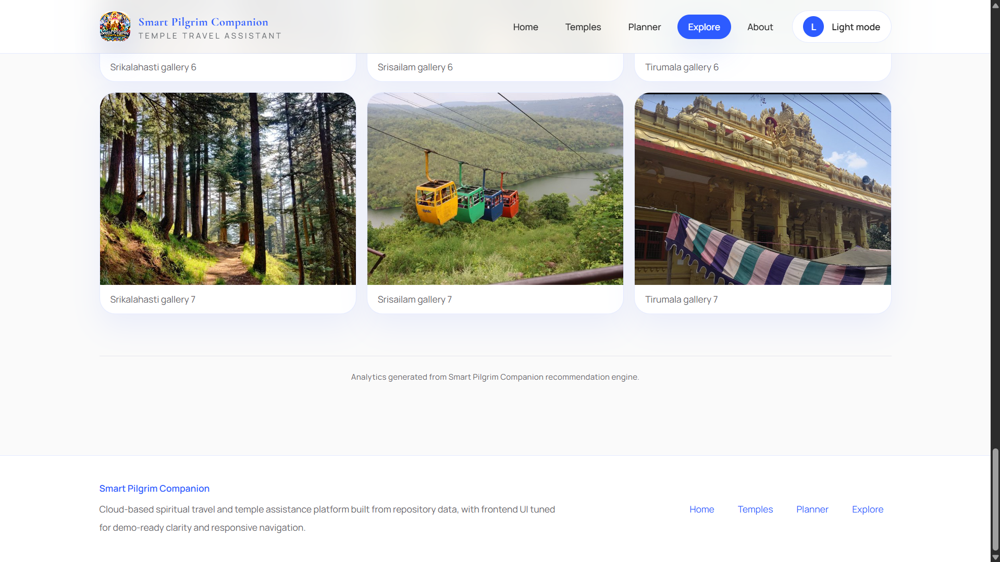 Smart Pilgrim Companion
TEMPLE TRAVEL ASSISTANT
Home Temples Planner Explore About L Light mode
Srikalahasti gallery 6 Srisailam gallery 6 Tirumala gallery 6
Srikalahasti gallery 7 Srisailam gallery 7 Tirumala gallery 7
Analytics generated from Smart Pilgrim Companion recommendation engine.
Smart Pilgrim Companion
Cloud-based spiritual travel and temple assistance platform built from repository data, with frontend UI tuned
for demo-ready clarity and responsive navigation.
Home Temples Planner Explore